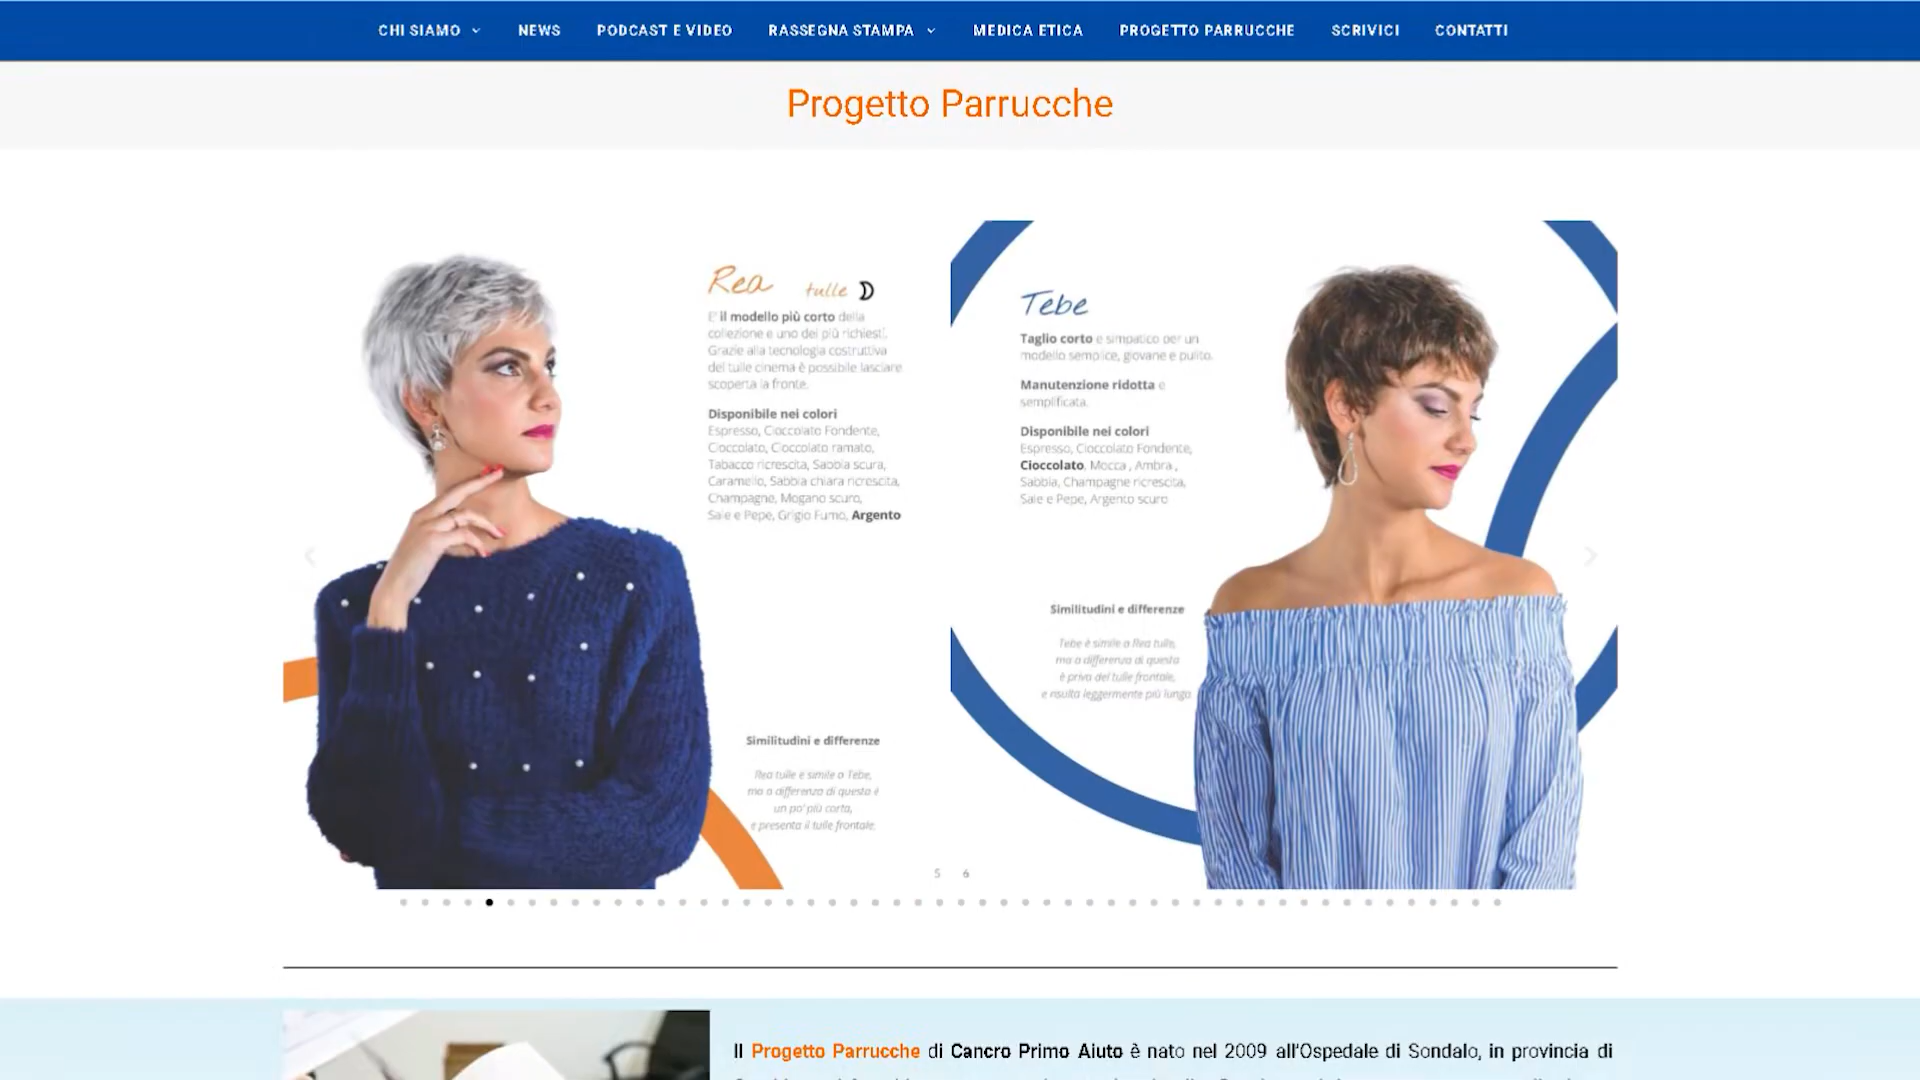 CHI SIAMO NEWS PODCAST E VIDEO RASSEGNA STAMPA MEDICA ETICA PROGETTO PARRUCCHE SCRIVICI CONTATTI
Progetto Parrucche
Rea tulle
E' il modello più corto della
collezione e uno dei più richiesti.
Grazie alla tecnologia costruttiva
del tulle cinema è possibile lasciare
scoperta la fronte.
Disponibile nei colori
Espresso, Cioccolato Fondente,
Cioccolato, Cioccolato ramato,
Tabacco ricrescita, Sabbia scura,
Caramello, Sabbia chiara ricrescita,
Champagne, Mogano scuro,
Sale e Pepe, Grigio Fumo, Argento
Similitudini e differenze
Rea tulle è simile a Tebe,
ma a differenza di questa è
un po' più corta,
e presenta il tulle frontale.
Tebe
Taglio corto e simpatico per un
modello semplice, giovane e pulito.
Manutenzione ridotta e
semplificata.
Disponibile nei colori
Espresso, Cioccolato Fondente,
Cioccolato, Mocca , Ambra ,
Sabbia, Champagne ricrescita,
Sale e Pepe, Argento scuro
Similitudini e differenze
Tebe è simile a Rea tulle,
ma a differenza di questa
è priva del tulle frontale,
e risulta leggermente più lunga
5 6
Il Progetto Parrucche di Cancro Primo Aiuto è nato nel 2009 all'Ospedale di Sondalo, in provincia di